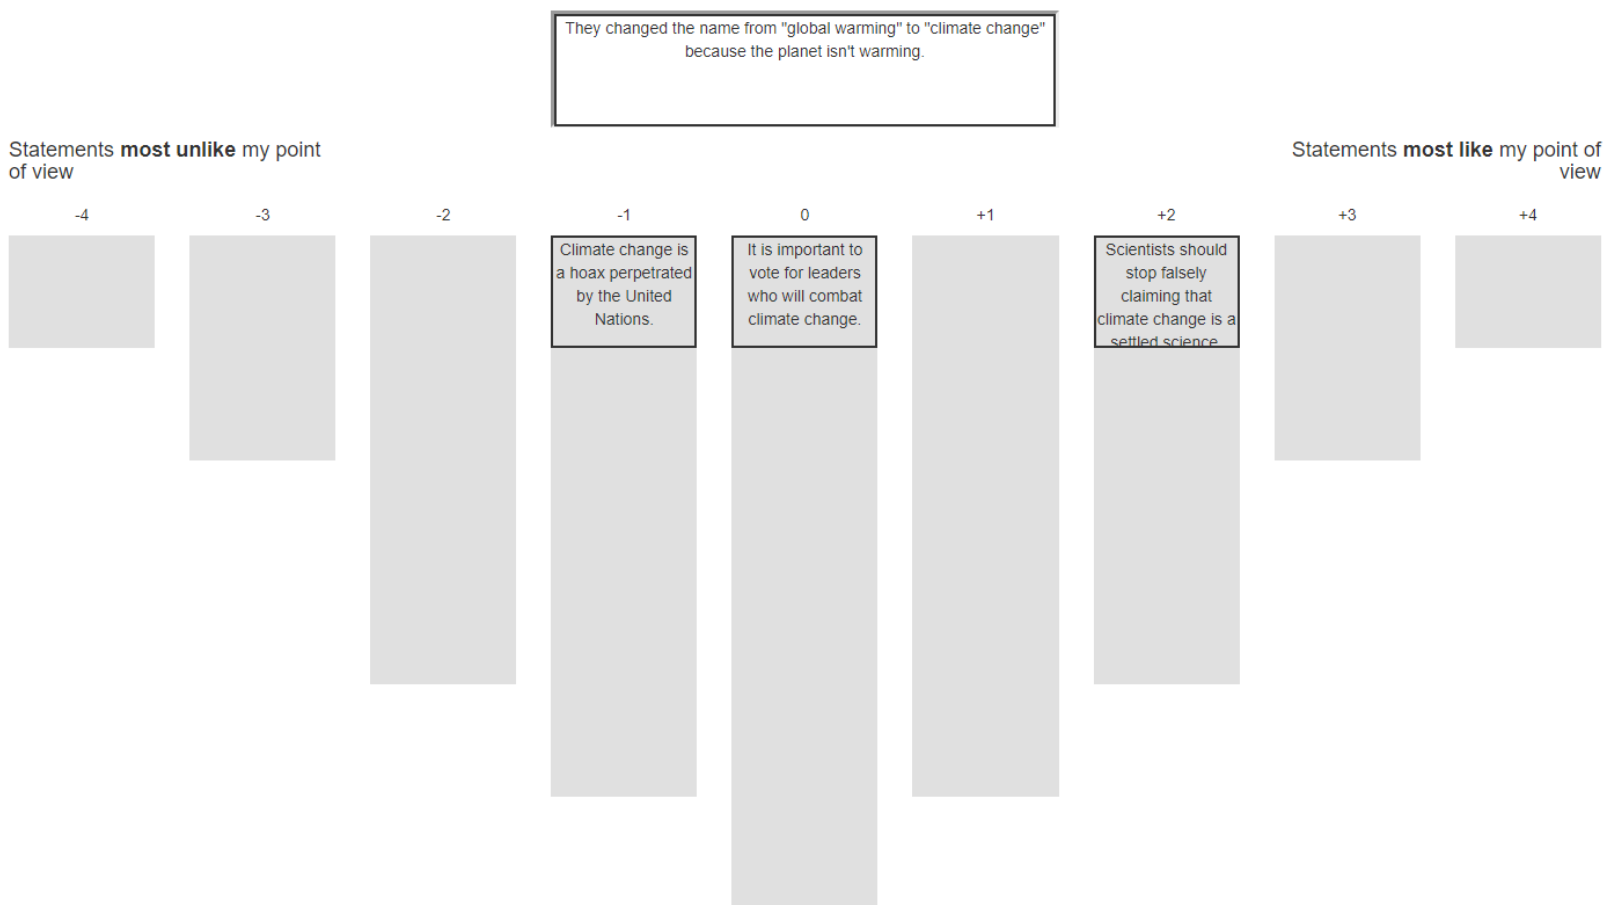 They changed the name from "global warming" to "climate change"
because the planet isn't warming.
Statements most unlike my point
of view
Statements most like my point of
view
-4
-3
-2
-1
0
+1
+2
+3
+4
Climate change is
a hoax perpetrated
by the United
Nations.
It is important to
vote for leaders
who will combat
climate change.
Scientists should
stop falsely
claiming that
climate change is a
settled science